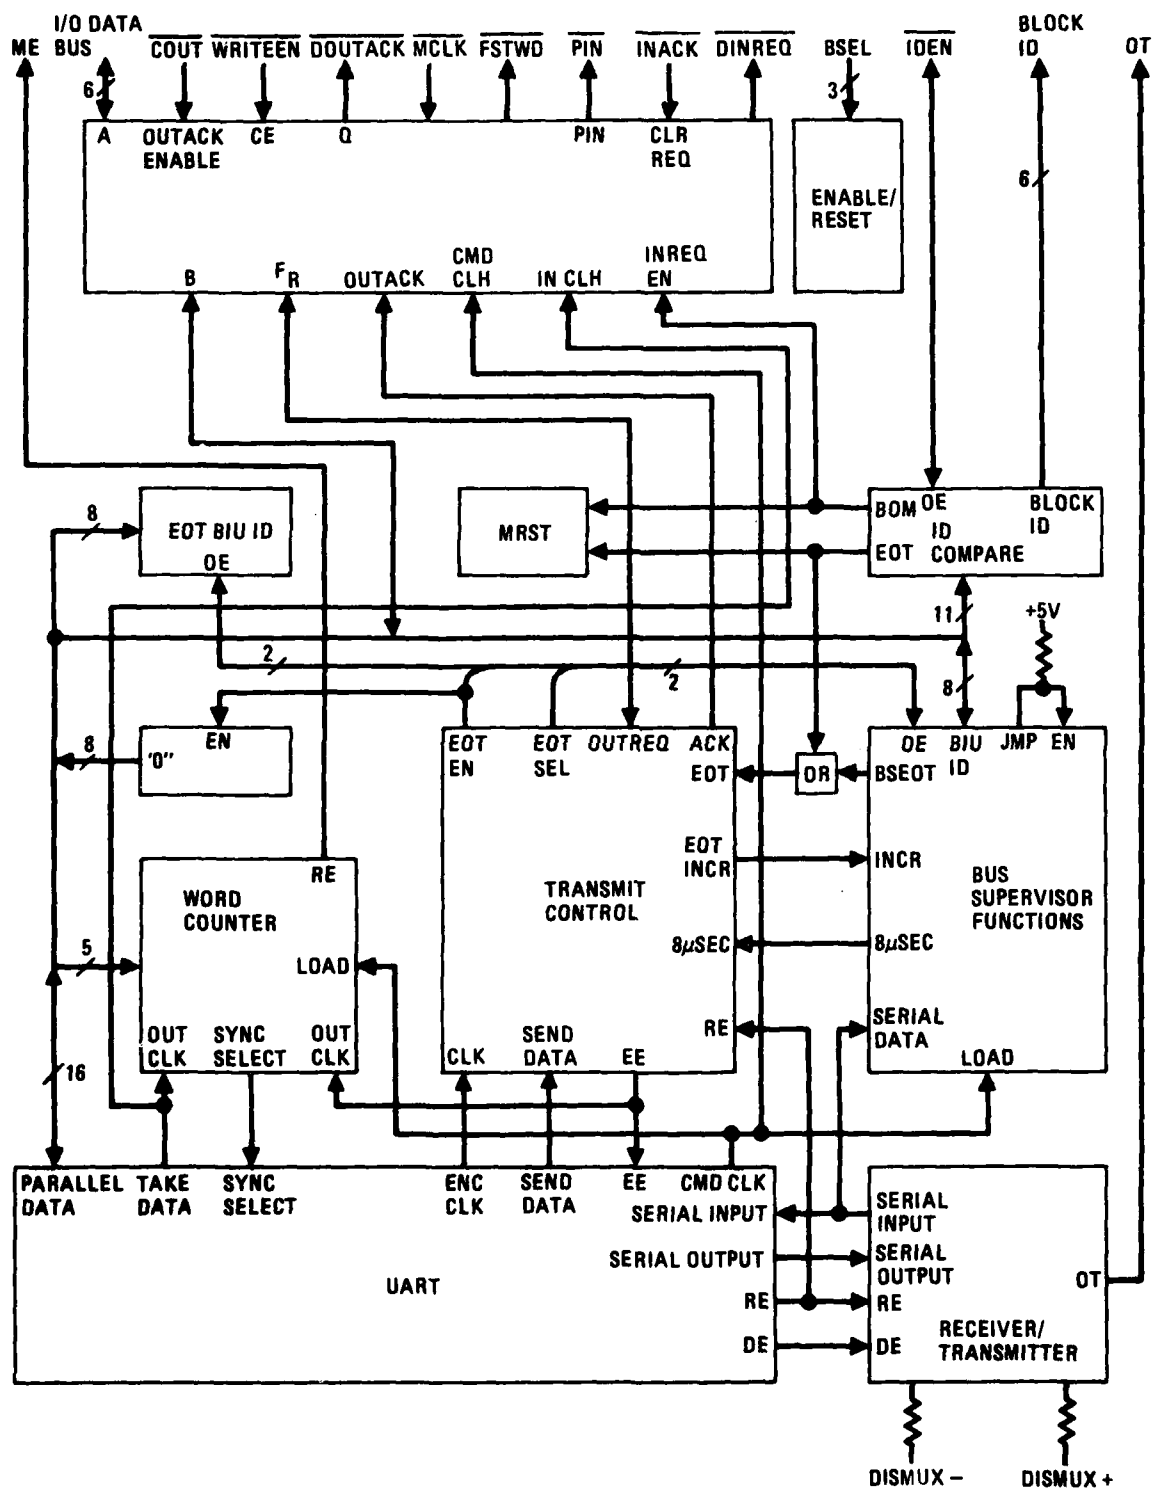 ME
I/O DATA
BUS
COUT
WRITEEN
DOUTACK
MCLK
FSTWD
PIN
INACK
DINREQ
BSEL
IDEN
BLOCK
ID
OT
6
3
A
OUTACK
ENABLE
CE
Q
PIN
CLR
REQ
ENABLE/
RESET
6
B
FR
OUTACK
CMD
CLH
IN CLH
INREQ
EN
8
EOT BIU ID
OE
MRST
BOM
OE
ID
COMPARE
BLOCK
ID
EOT
11
+5V
2
2
8
8
"0"
EN
EOT
EN
EOT
SEL
OUTREQ
ACK
EOT
OR
OE
BIU
ID
JMP
EN
BSEOT
EOT
INCR
INCR
RE
WORD
COUNTER
TRANSMIT
CONTROL
BUS
SUPERVISOR
FUNCTIONS
5
LOAD
8μSEC
8μSEC
OUT
CLK
SYNC
SELECT
OUT
CLK
CLK
SEND
DATA
EE
RE
SERIAL
DATA
LOAD
16
PARALLEL
DATA
TAKE
DATA
SYNC
SELECT
ENC
CLK
SEND
DATA
EE
CMD CLK
SERIAL INPUT
SERIAL
INPUT
SERIAL OUTPUT
SERIAL
OUTPUT
UART
OT
RE
RE
RECEIVER/
TRANSMITTER
DE
DE
DISMUX –
DISMUX +